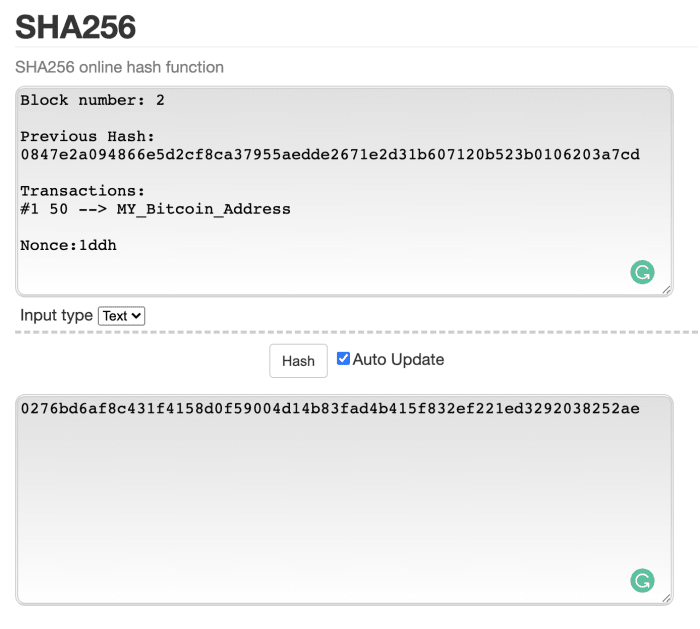 SHA256
SHA256 online hash function
Block number: 2
Previous Hash:
0847e2a094866e5d2cf8ca37955aedde2671e2d31b607120b523b0106203a7cd
Transactions:
#1 50 --> MY_Bitcoin_Address
Nonce:1ddh
Input type Text
Hash Auto Update
0276bd6af8c431f4158d0f59004d14b83fad4b415f832ef221ed3292038252ae